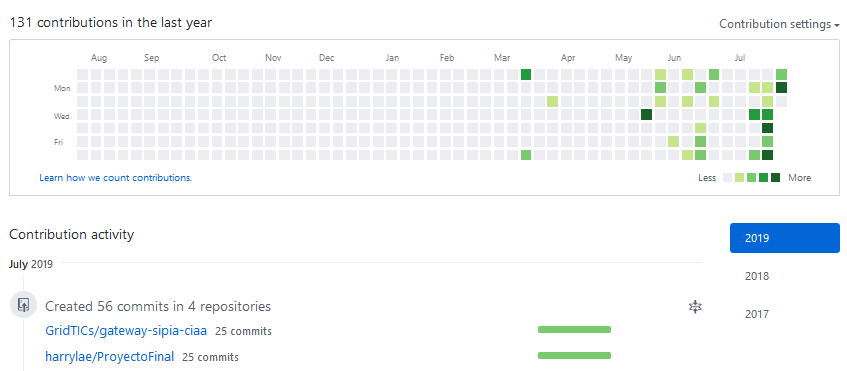 131 contributions in the last year
Contribution settings
Aug Sep Oct Nov Dec Jan Feb Mar Apr May Jun Jul
Mon
Wed
Fri
Learn how we count contributions.
Less More
Contribution activity
2019
July 2019
2018
Created 56 commits in 4 repositories
2017
GridTICs/gateway-sipia-ciaa 25 commits
harrylae/ProyectoFinal 25 commits